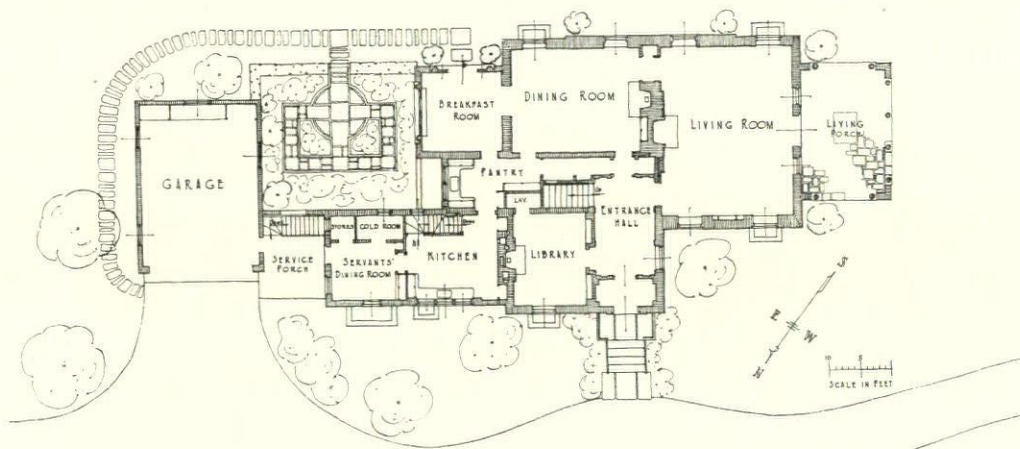 BREAKFAST
ROOM
DINING ROOM
LIVING ROOM
LIVING
PORCH
GARAGE
PANTRY
LAV.
ENTRANCE
HALL
STORES
COLD ROOM
KITCHEN
LIBRARY
SERVICE
PORCH
SERVANTS'
DINING ROOM
S
E
W
N
10
SCALE IN FEET